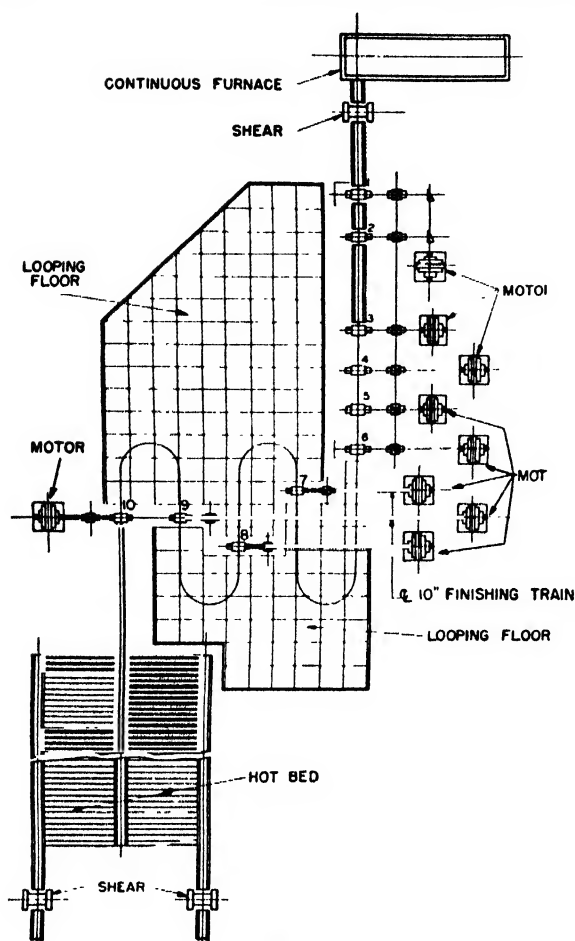 CONTINUOUS FURNACE
SHEAR
1
2
LOOPING
FLOOR
MOTOI
3
4
5
6
MOTOR
MOT
7
10
9
8
℄ 10" FINISHING TRAIN
LOOPING FLOOR
HOT BED
SHEAR